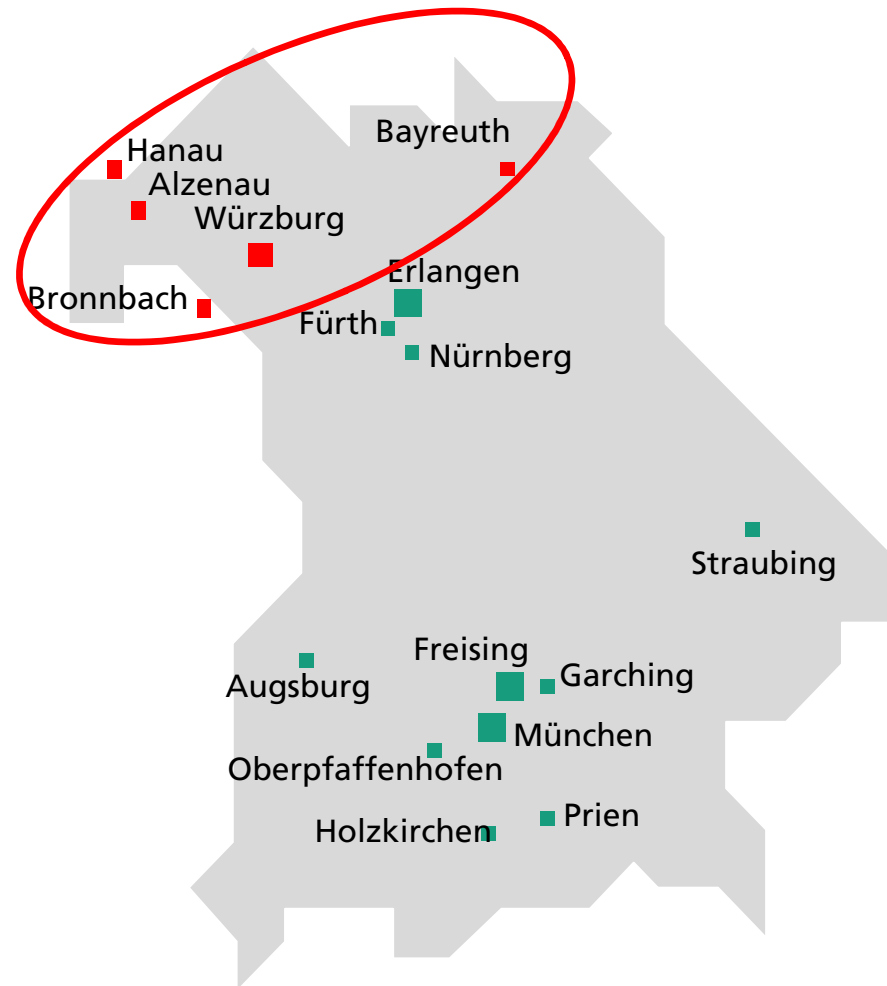 Bayreuth
Hanau
Alzenau
Würzburg
Erlangen
Bronnbach
Fürth
Nürnberg
Straubing
Freising
Garching
Augsburg
München
Oberpfaffenhofen
Prien
Holzkirchen